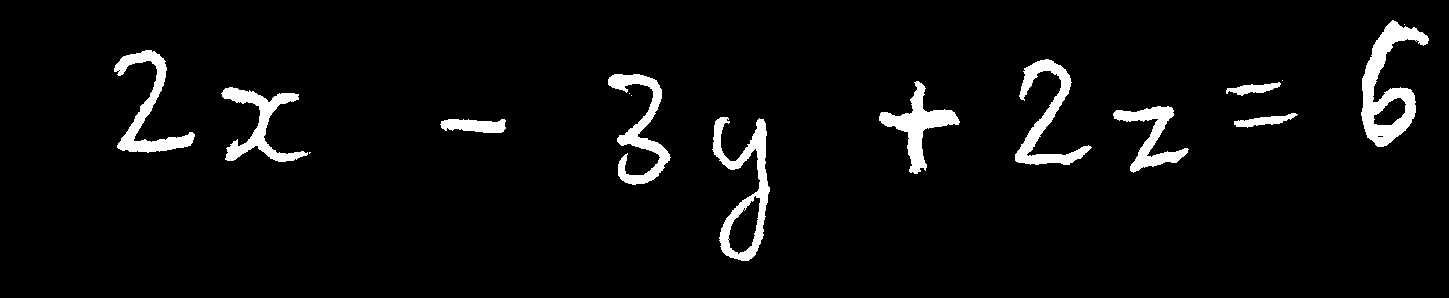 2x - 3y + 2z = 6